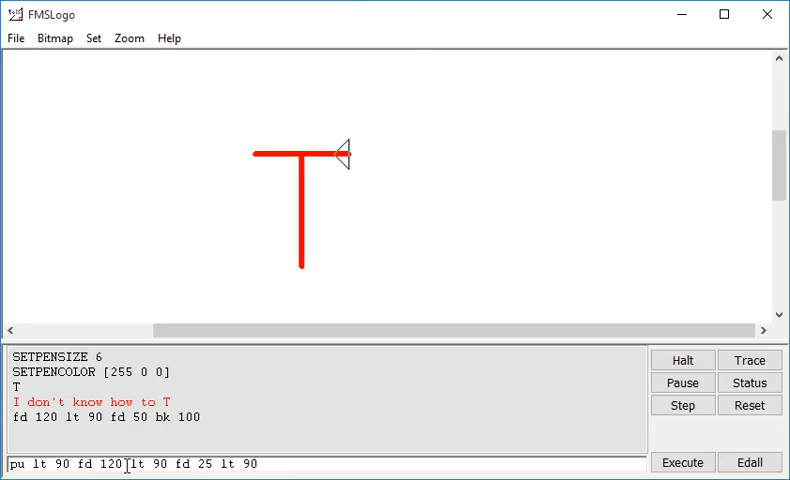 FMSLogo
File Bitmap Set Zoom Help
SETPENSIZE 6
SETPENCOLOR [255 0 0]
T
I don't know how to T
fd 120 lt 90 fd 50 bk 100
Halt Trace
Pause Status
Step Reset
pu lt 90 fd 120 lt 90 fd 25 lt 90
Execute Edall